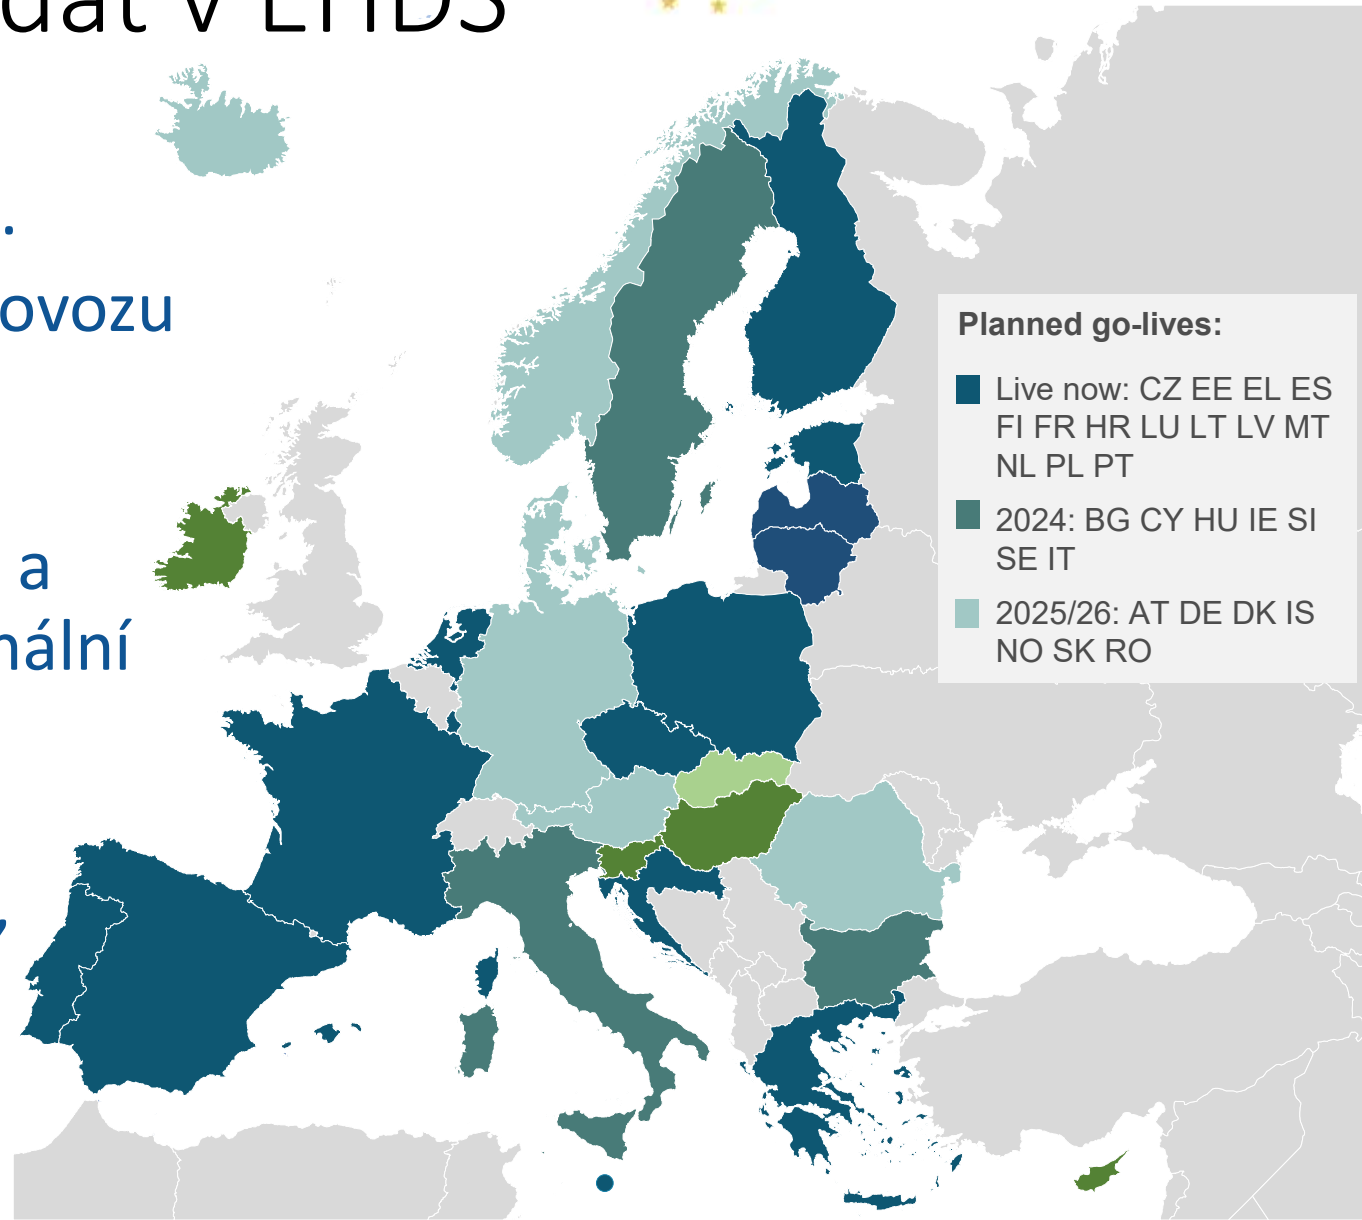 dat v EHDS
.
ovozu
a
nální
Planned go-lives:
Live now: CZ EE EL ES
FI FR HR LU LT LV MT
NL PL PT
2024: BG CY HU IE SI
SE IT
2025/26: AT DE DK IS
NO SK RO